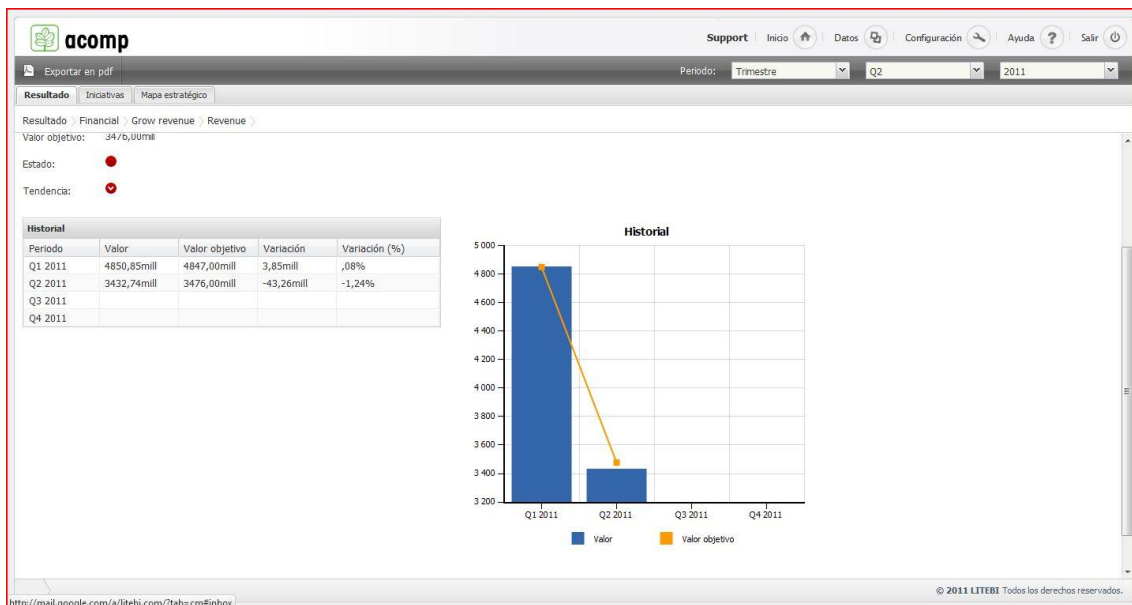 acomp
Support Inicio Datos Configuración Ayuda ? Salir
Exportar en pdf Periodo: Trimestre Q2 2011
Resultado Iniciativas Mapa estratégico
Resultado Financial Grow revenue Revenue
Valor objetivo: 3476,00mill
Estado:
Tendencia:
Historial
Periodo Valor Valor objetivo Variación Variación (%)
Q1 2011 4850,85mill 4847,00mill 3,85mill ,08%
Q2 2011 3432,74mill 3476,00mill -43,26mill -1,24%
Q3 2011
Q4 2011
Historial
5 000
4 800
4 600
4 400
4 200
4 000
3 800
3 600
3 400
3 200
Q1 2011 Q2 2011 Q3 2011 Q4 2011
Valor Valor objetivo
© 2011 LITEBI Todos los derechos reservados.
http://mail.google.com/a/litebi.com/?tab=cm#inbox